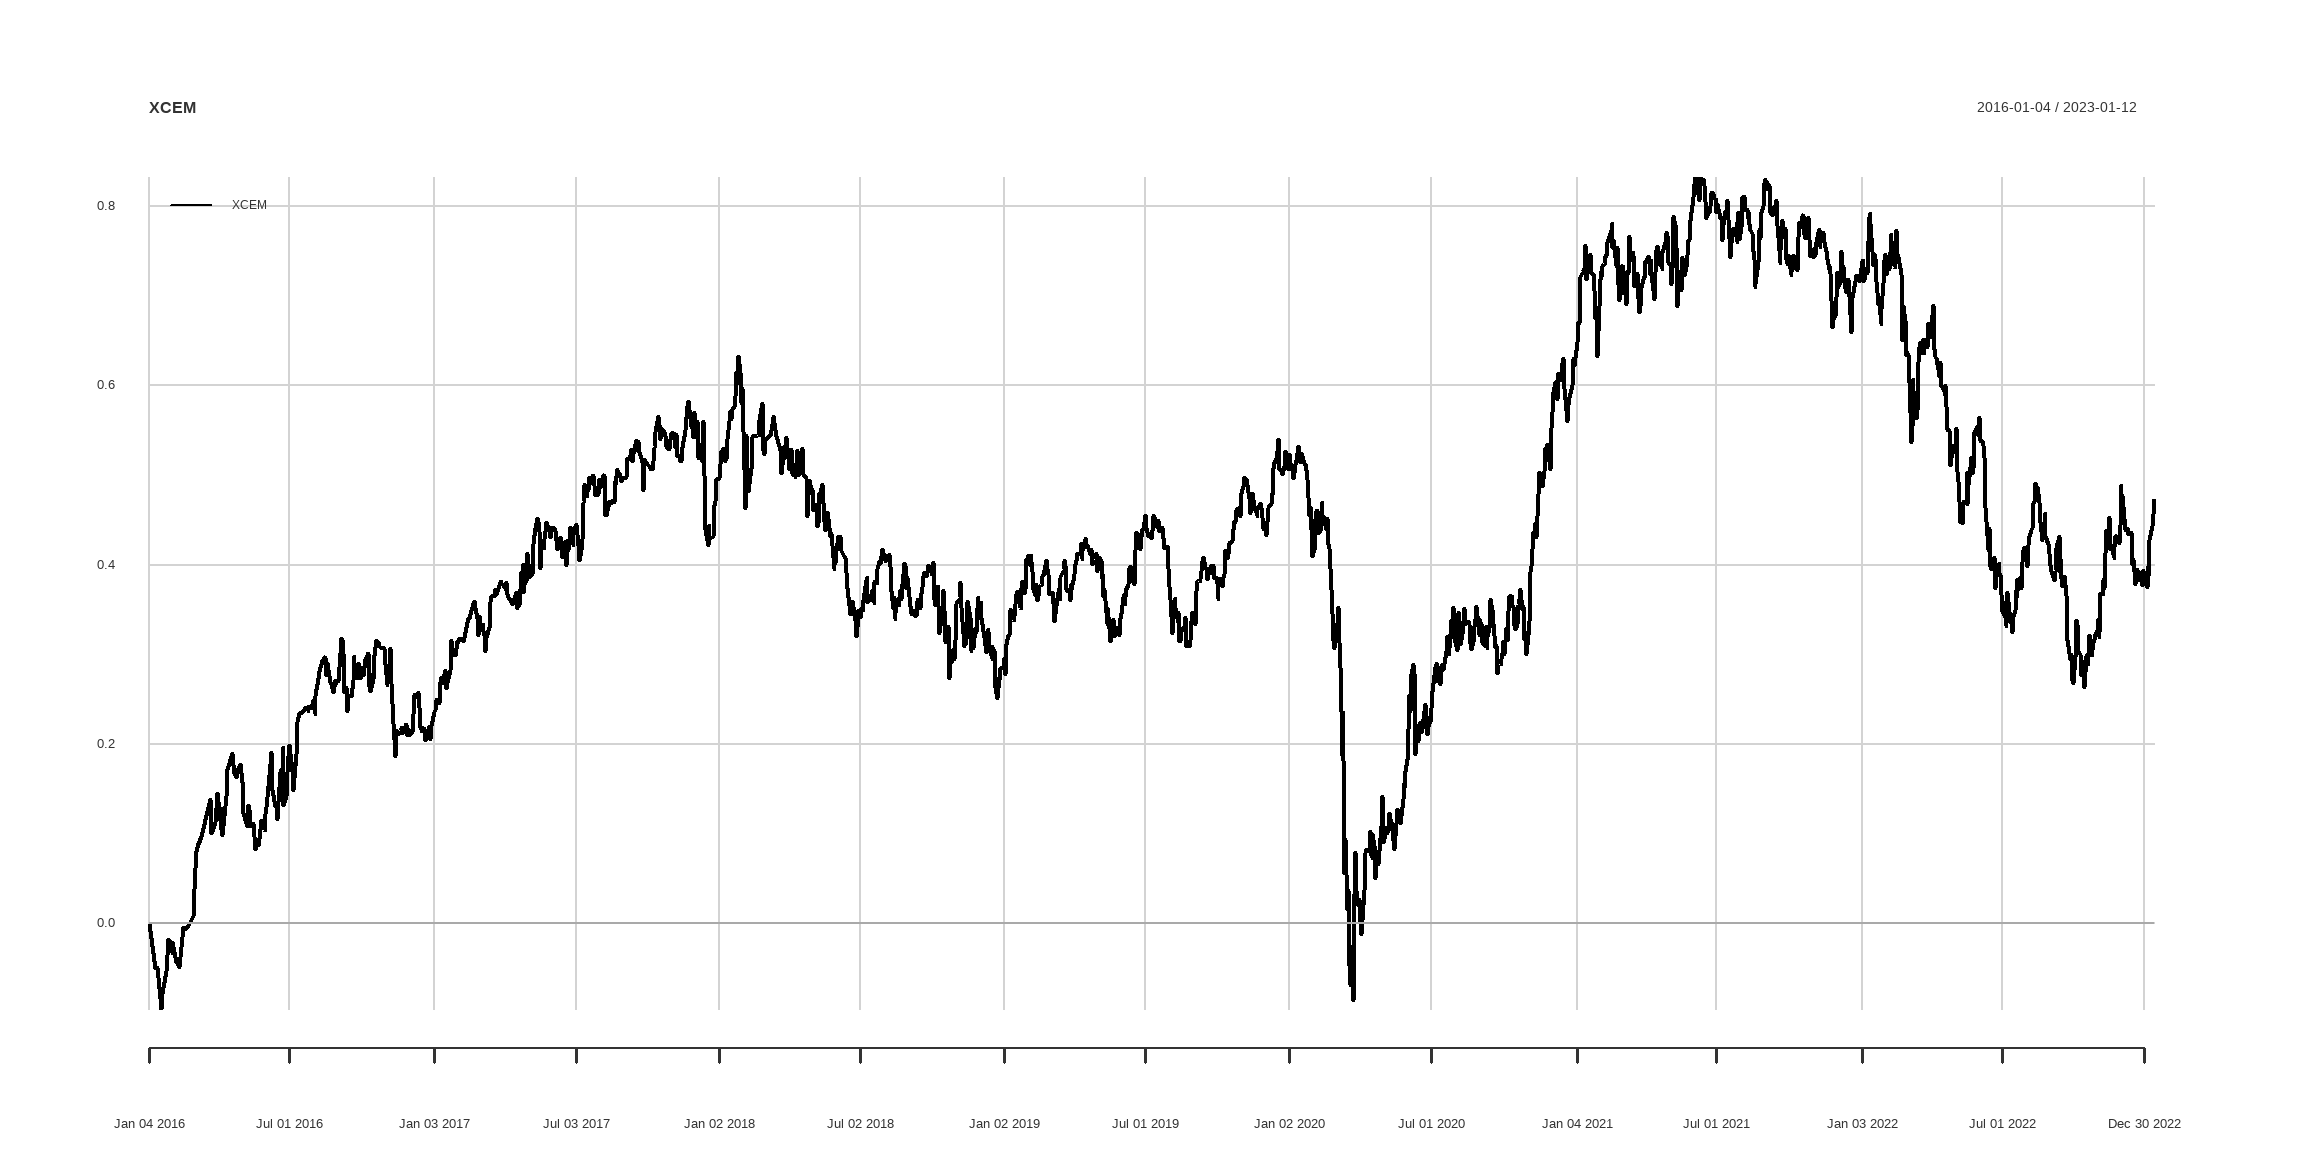 XCEM
2016-01-04 / 2023-01-12
XCEM
0.8
0.6
0.4
0.2
0.0
Jan 04 2016
Jul 01 2016
Jan 03 2017
Jul 03 2017
Jan 02 2018
Jul 02 2018
Jan 02 2019
Jul 01 2019
Jan 02 2020
Jul 01 2020
Jan 04 2021
Jul 01 2021
Jan 03 2022
Jul 01 2022
Dec 30 2022